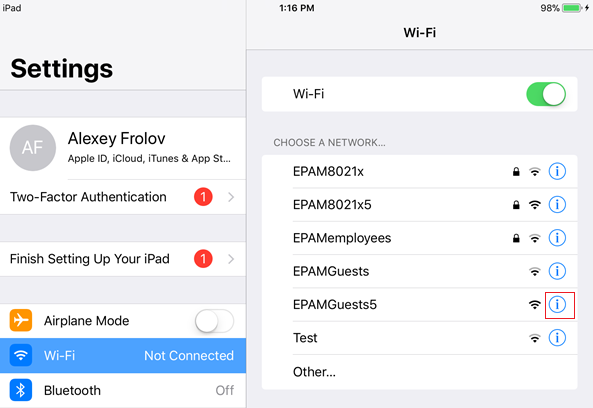 iPad 1:16 PM 98%
Settings
Wi-Fi
AF
Alexey Frolov
Apple ID, iCloud, iTunes & App St...
Two-Factor Authentication 1
Finish Setting Up Your iPad 1
Airplane Mode
Wi-Fi Not Connected
Bluetooth Off
Wi-Fi
CHOOSE A NETWORK...
EPAM8021x
EPAM8021x5
EPAMemployees
EPAMGuests
EPAMGuests5
Test
Other...